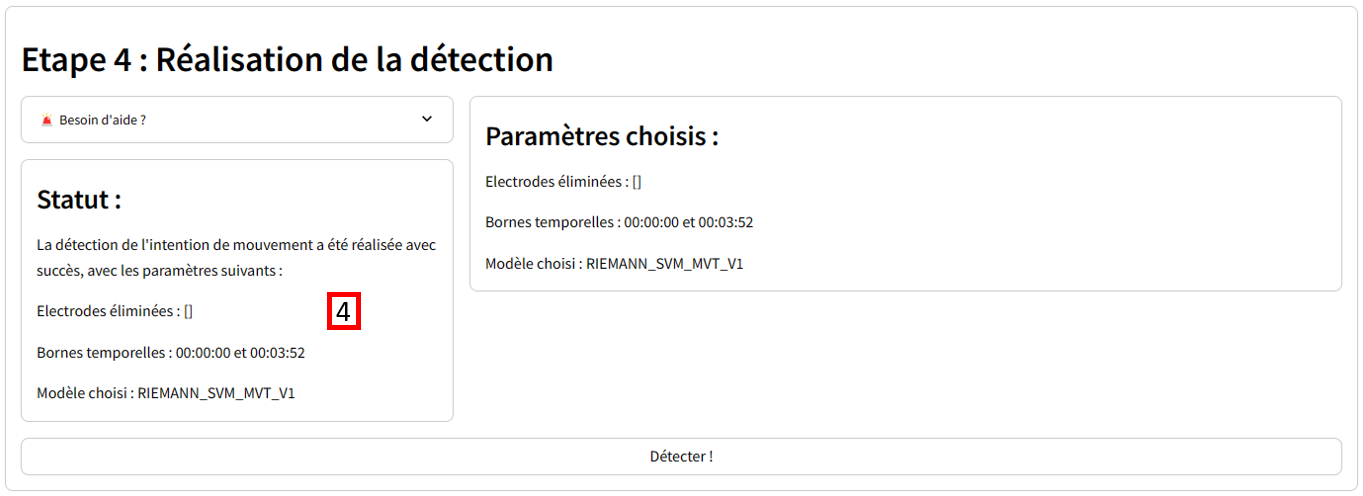 Etape 4 : Réalisation de la détection
Besoin d'aide ?
Statut :
La détection de l'intention de mouvement a été réalisée avec
succès, avec les paramètres suivants :
Electrodes éliminées : []
4
Bornes temporelles : 00:00:00 et 00:03:52
Modèle choisi : RIEMANN_SVM_MVT_V1
Paramètres choisis :
Electrodes éliminées : []
Bornes temporelles : 00:00:00 et 00:03:52
Modèle choisi : RIEMANN_SVM_MVT_V1
Détecter !